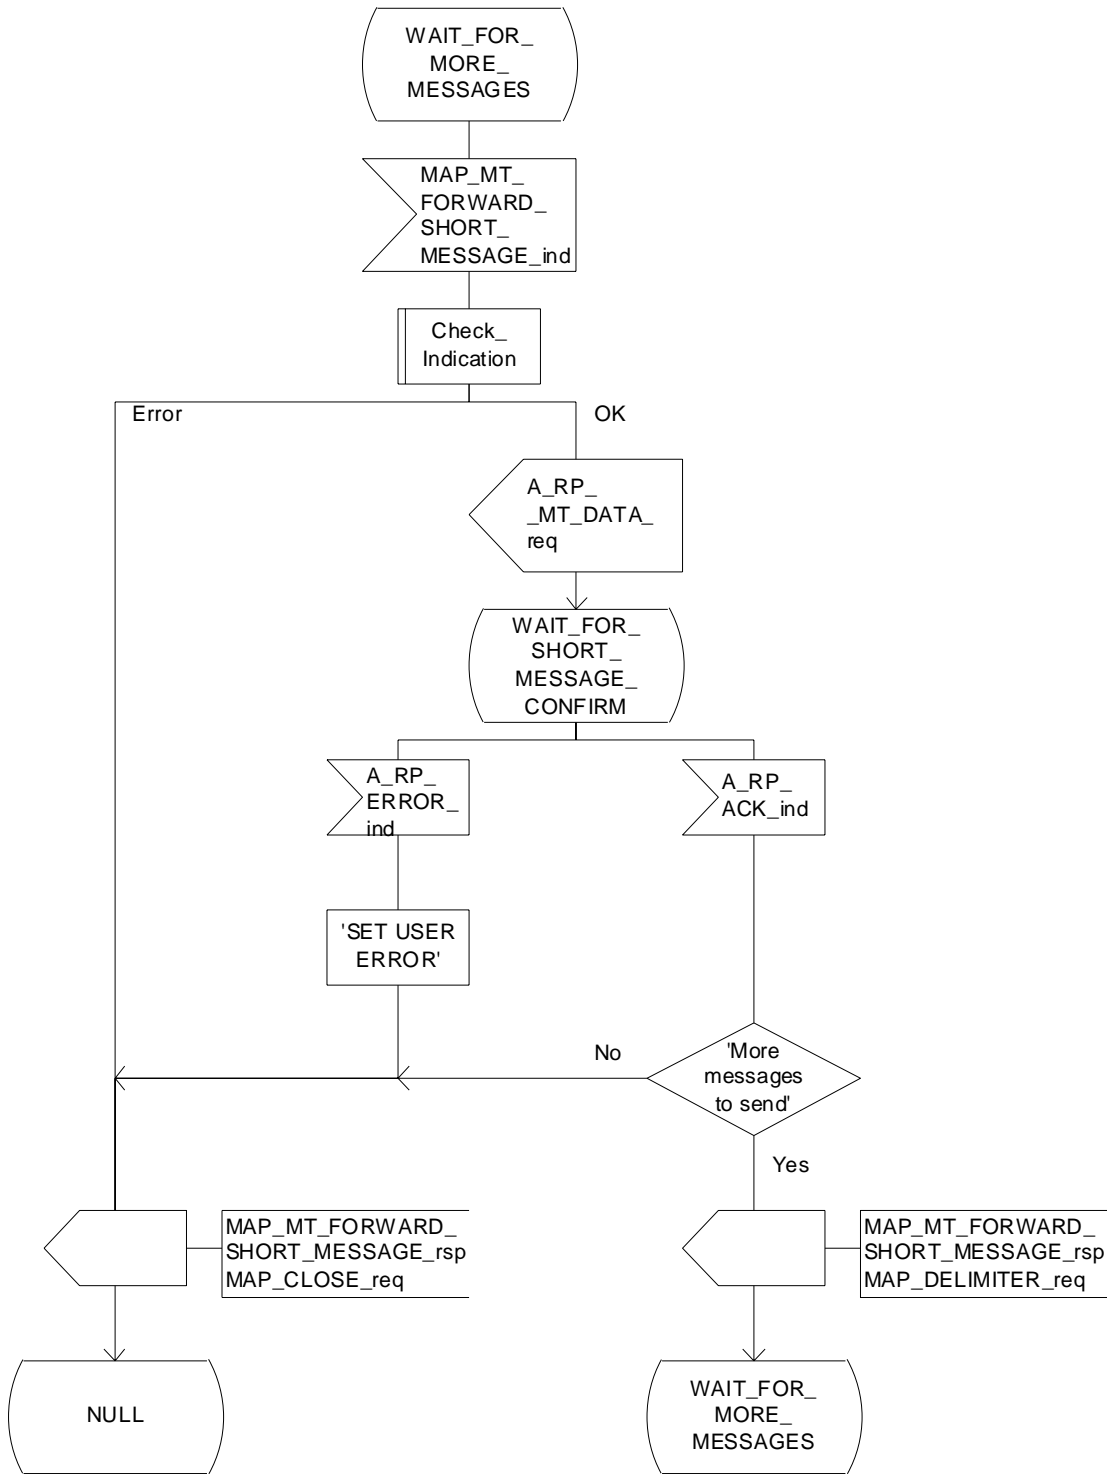 WAIT_FOR_
MORE_
MESSAGES
MAP_MT_
FORWARD_
SHORT_
MESSAGE_ind
Check_
Indication
Error
OK
A_RP_
_MT_DATA_
req
WAIT_FOR_
SHORT_
MESSAGE_
CONFIRM
A_RP_
ERROR_
ind
A_RP_
ACK_ind
'SET USER
ERROR'
No
'More
messages
to send'
Yes
MAP_MT_FORWARD_
SHORT_MESSAGE_rsp
MAP_CLOSE_req
MAP_MT_FORWARD_
SHORT_MESSAGE_rsp
MAP_DELIMITER_req
NULL
WAIT_FOR_
MORE_
MESSAGES